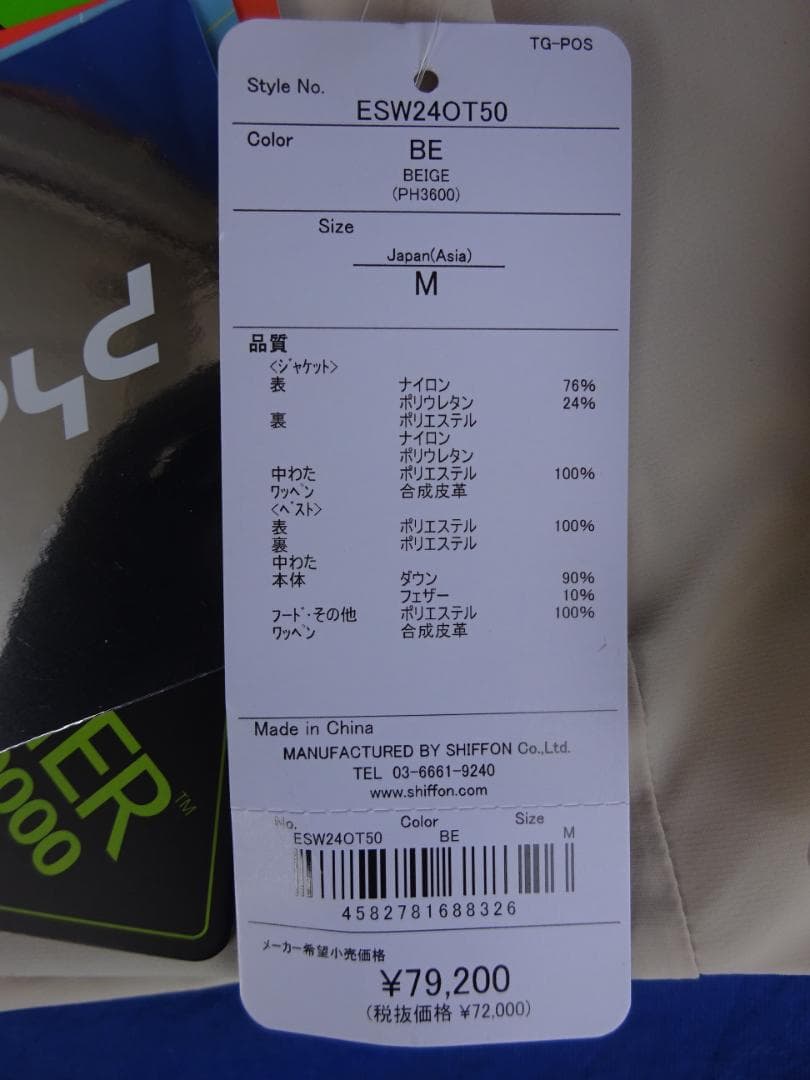 TG-POS
Style No.
ESW24OT50
Color
BE
BEIGE
(PH3600)
Size
Japan(Asia)
M
品質
<ジャケット>
表 ナイロン 76%
ポリウレタン 24%
裏 ポリエステル
ナイロン
ポリウレタン
中わた ポリエステル 100%
ワッペン 合成皮革
<ベスト>
表 ポリエステル 100%
裏 ポリエステル
中わた
本体 ダウン 90%
フェザー 10%
フード・その他 ポリエステル 100%
ワッペン 合成皮革
Made in China
MANUFACTURED BY SHIFFON Co.,Ltd.
TEL 03-6661-9240
www.shiffon.com
No. Color Size
ESW24OT50 BE M
4582781688326
メーカー希望小売価格
¥79,200
(税抜価格 ¥72,000)